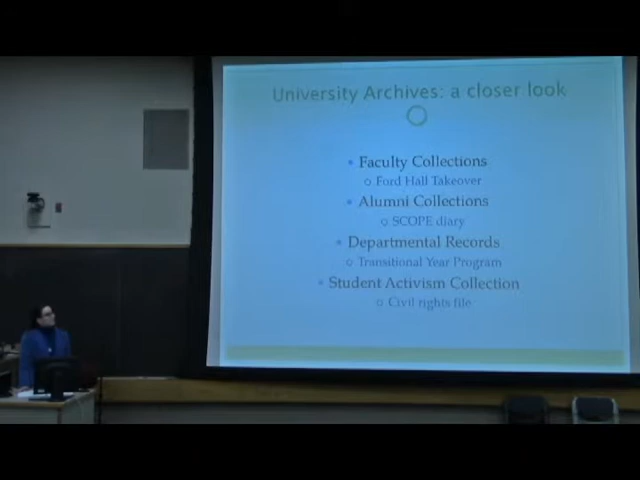 University Archives: a closer look
Faculty Collections
Ford Hall Takeover
Alumni Collections
SCOPE diary
Departmental Records
Transitional Year Program
Student Activism Collection
Civil rights file